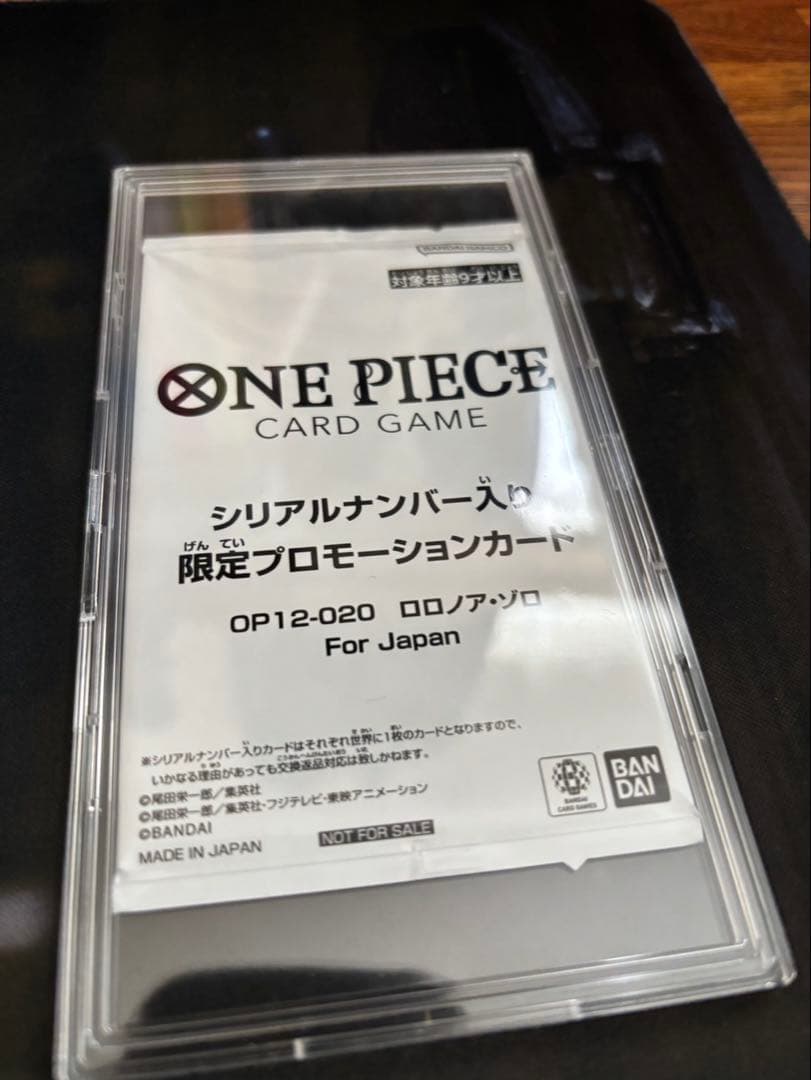 BANDAI NAMCO
対象年齢9才以上
ONE PIECE
CARD GAME
シリアルナンバー入り
限定プロモーションカード
OP12-020 ロロノア・ゾロ
For Japan
※シリアルナンバー入りカードはそれぞれ世界に1枚のカードとなりますので、
いかなる理由があっても交換返品対応は致しかねます。
©尾田栄一郎/集英社
©尾田栄一郎/集英社・フジテレビ・東映アニメーション
©BANDAI
MADE IN JAPAN
NOT FOR SALE
BANDAI
CARD GAMES
BAN
DAI